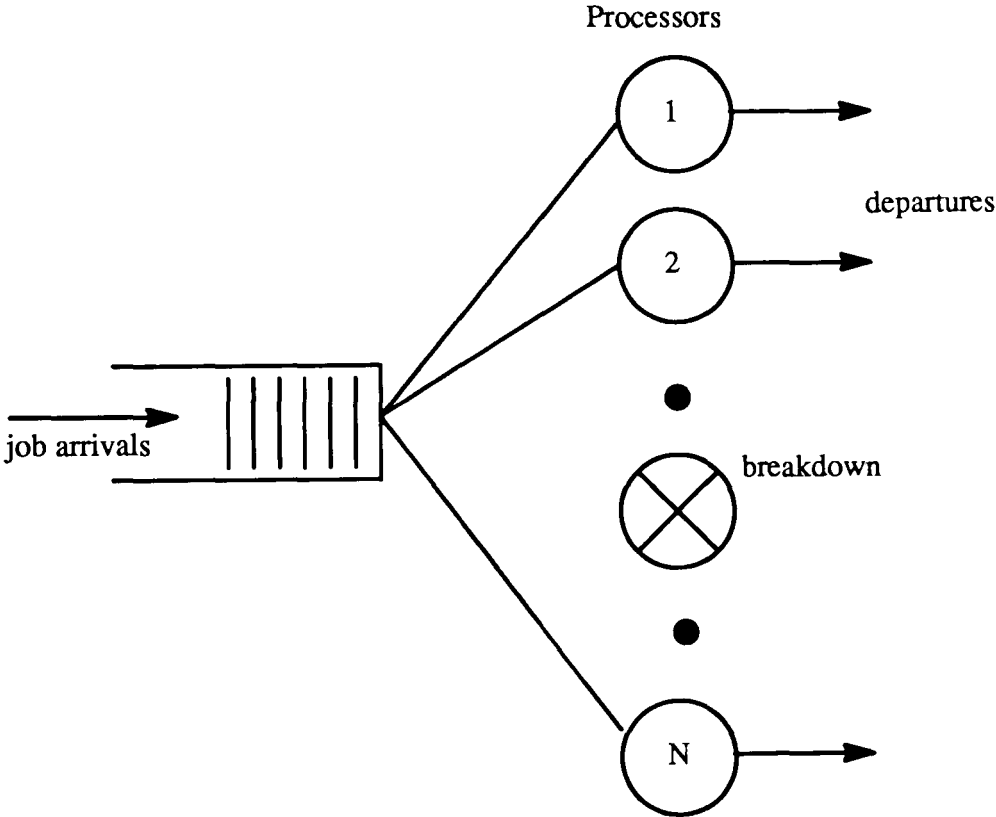 Processors
1
departures
2
job arrivals
breakdown
N